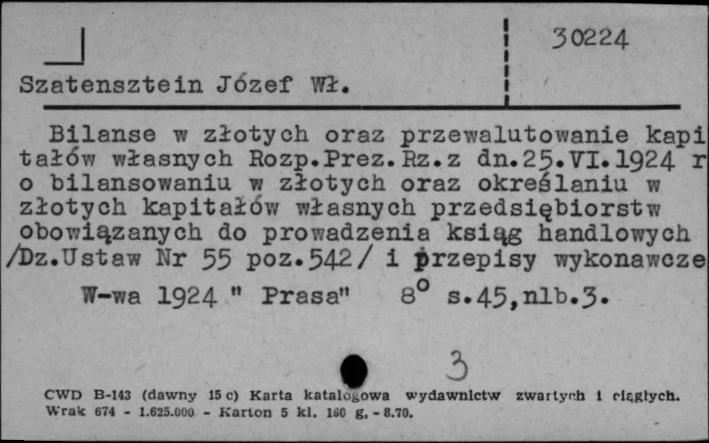 30224
Szatensztein Józef Wł.
Bilanse w złotych oraz przewalutowanie kapi
tałów własnych Rozp.Prez.Rz.z dn.25.VI.1924 r
o bilansowaniu w złotych oraz określaniu w
złotych kapitałów własnych przedsiębiorstw
obowiązanych do prowadzenia ksiąg handlowych
/Dz.Ustaw Nr 55 poz.542/ i przepisy wykonawcze
W-wa 1924 " Prasa" 8° s.45,nlb.3.
3
CWD B-143 (dawny 15 c) Karta katalogowa wydawnictw zwartych i ciągłych.
Wrak 674 - 1.625.000 - Karton 5 kl. 160 g. - 8.70.